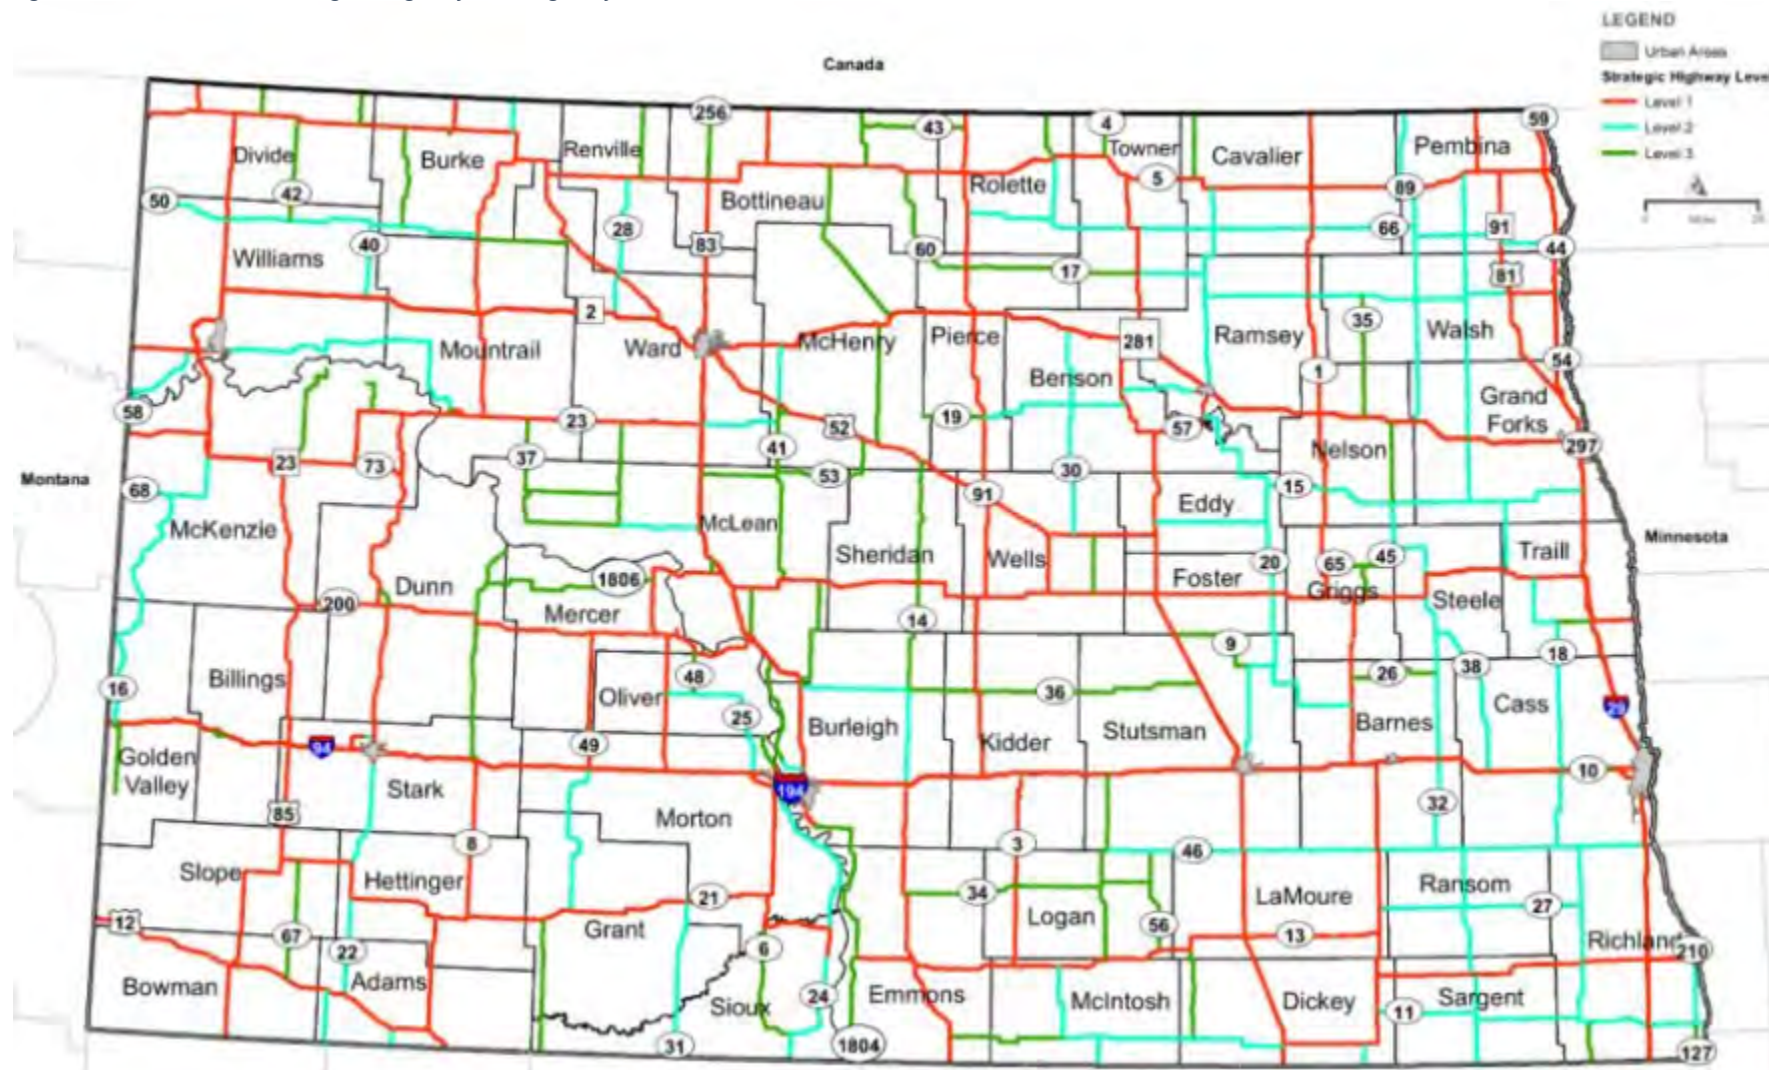 LEGEND
Urban Areas
Strategic Highway Level
Level 1
Level 2
Level 3
0
Miles
Canada
256
59
43
4
Renville
Towner
Pembina
Divide
Burke
Cavalier
5
42
Rolette
89
50
Bottineau
28
66
91
40
83
60
44
Williams
17
81
2
35
281
Ramsey
Walsh
Mountrail
Ward
McHenry
Pierce
1
54
Benson
Grand
Forks
58
23
19
52
57
297
41
Nelson
23
73
37
53
30
Montana
68
91
15
Eddy
McKenzie
McLean
Minnesota
Sheridan
Wells
20
65
45
Traill
1806
Foster
Dunn
Griggs
Steele
200
Mercer
14
9
18
38
48
26
Billings
16
Oliver
36
25
Burleigh
Barnes
Cass
29
Stutsman
Kidder
94
49
Golden
Valley
10
Stark
194
32
85
Morton
8
3
46
Slope
Hettinger
34
LaMoure
Ransom
21
27
Logan
12
56
67
Grant
13
Richland
22
6
210
Adams
Bowman
24
Emmons
McIntosh
Dickey
Sargent
Sioux
11
31
1804
127